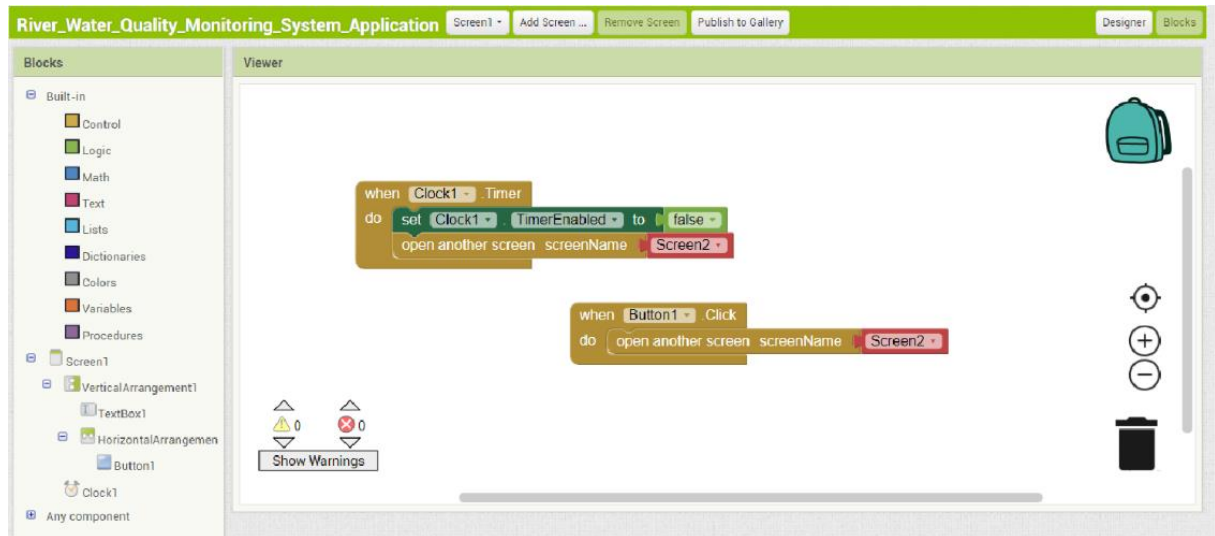 River_Water_Quality_Monitoring_System_Application Screen1 Add Screen ... Remove Screen Publish to Gallery Designer Blocks
Blocks
Viewer
Built-in
Control
Logic
Math
Text
Lists
Dictionaries
Colors
Variables
Procedures
Screen1
VerticalArrangement1
TextBox1
HorizontalArrangemen
Button1
Clock1
Any component
when Clock1 .Timer
do set Clock1 . TimerEnabled to false
open another screen screenName Screen2
when Button1 .Click
do open another screen screenName Screen2
0 0
Show Warnings